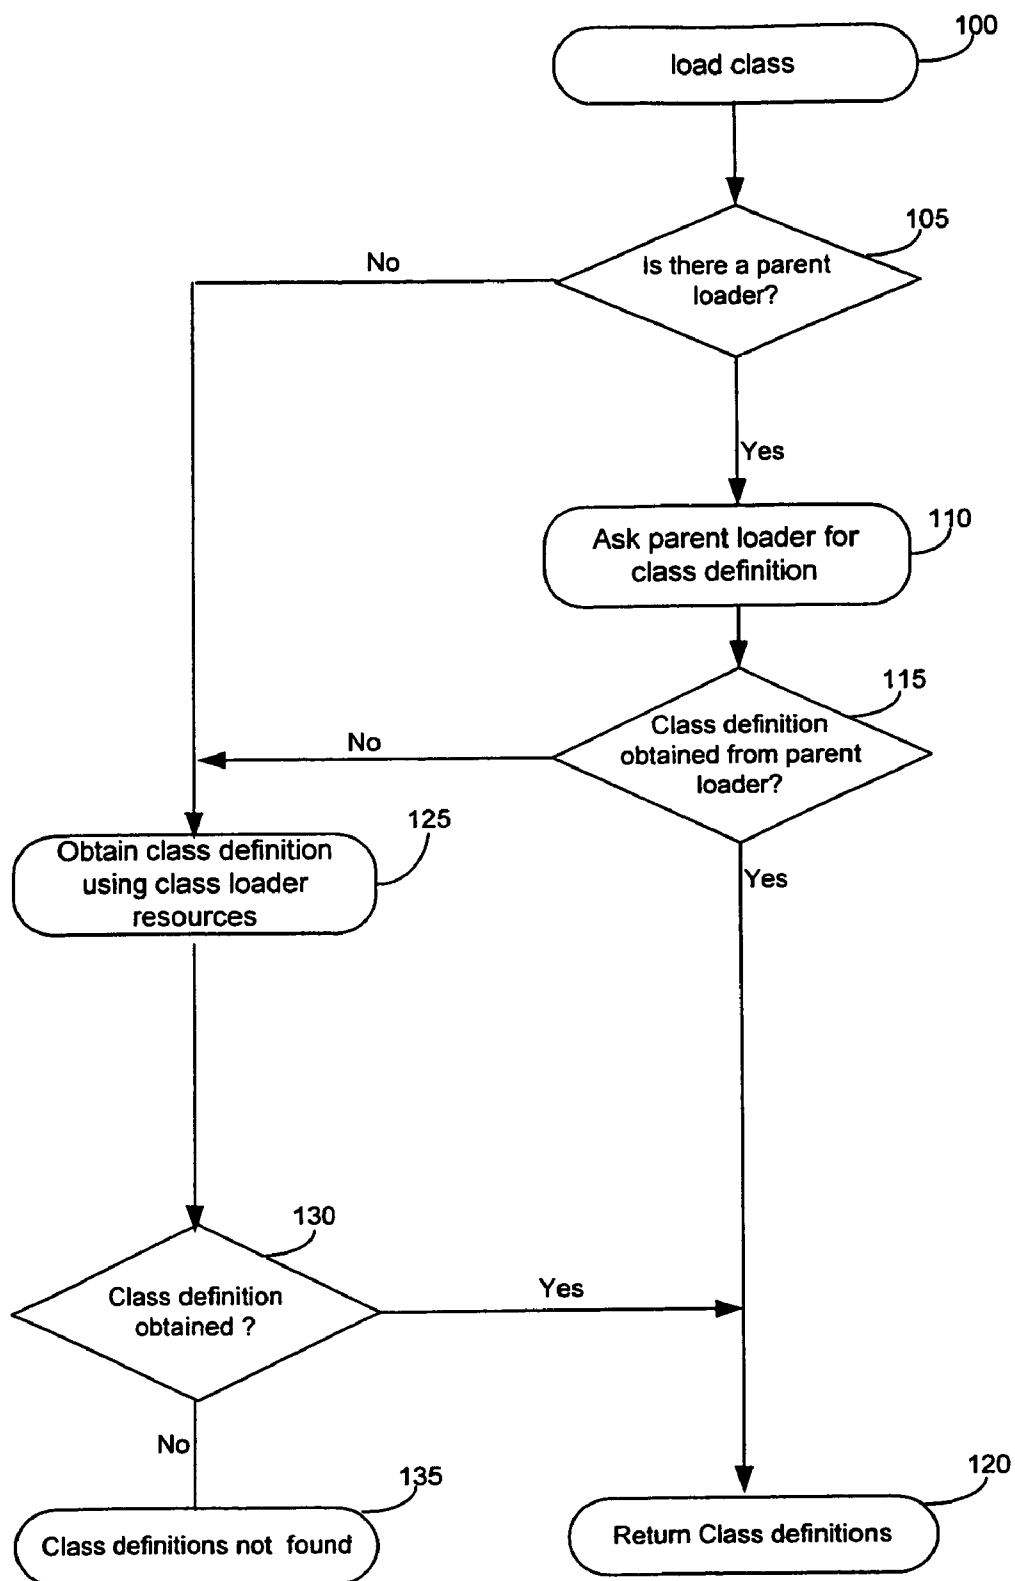 100
load class
105
Is there a parent
loader?
No
Yes
110
Ask parent loader for
class definition
115
Class definition
obtained from parent
loader?
No
125
Obtain class definition
using class loader
resources
Yes
130
Class definition
obtained ?
Yes
No
135
Class definitions not found
120
Return Class definitions